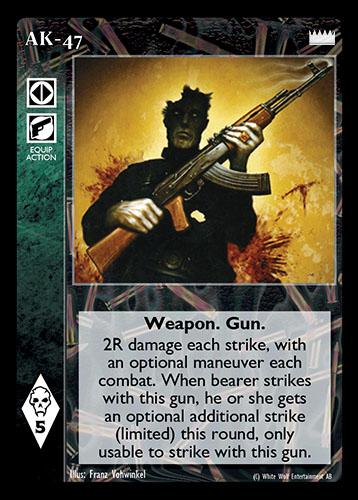 AK-47
EQUIP
ACTION
Weapon. Gun.
2R damage each strike, with
an optional maneuver each
combat. When bearer strikes
with this gun, he or she gets
an optional additional strike
(limited) this round, only
usable to strike with this gun.
5
Illus: Franz Vohwinkel
(C) White Wolf Entertainment AB